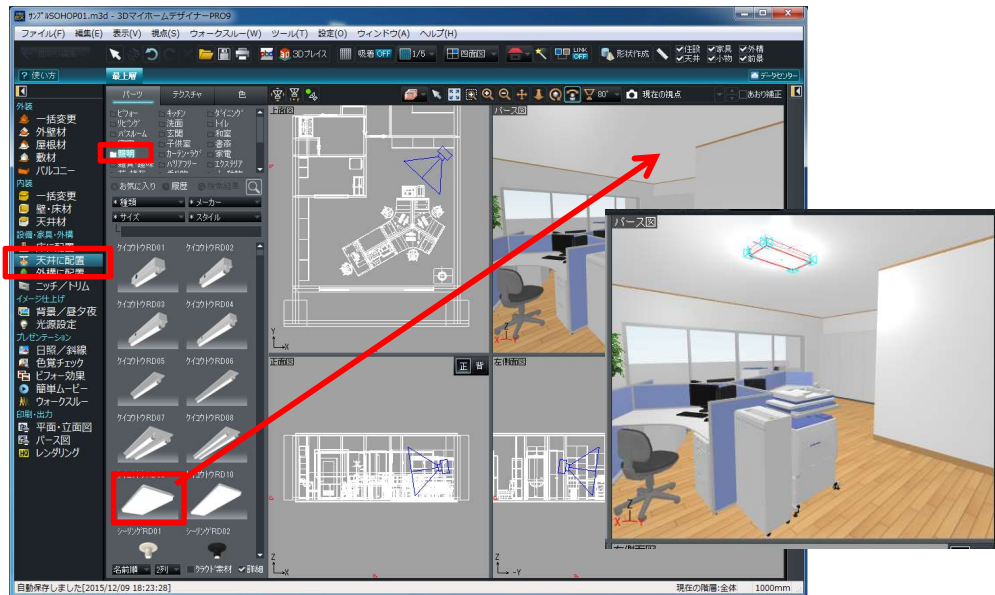 ｻﾝﾌﾟﾙSOHOP01.m3d - 3DマイホームデザイナーPRO9
ファイル(F) 編集(E) 表示(V) 視点(S) ウォークスルー(W) ツール(T) 設定(O) ウィンドウ(A) ヘルプ(H)
3Dプレイス 吸着 OFF 1/5 四面図 LINK OFF 形状作成 ✔住設 ✔家具 ✔外構
✔天井 ✔小物 ✔前景
? 使い方 最上層 データセンター
パーツ テクスチャ 色 80° 現在の視点 あおり補正
外装
一括変更
外壁材
屋根材
敷材
バルコニー
内装
一括変更
壁・床材
天井材
設備・家具・外構
床に配置
天井に配置
外構に配置
ニッチ／トリム
イメージ仕上げ
背景／昼夕夜
光源設定
プレゼンテーション
日照／斜線
色覚チェック
ビフォー効果
簡単ムービー
ウォークスルー
印刷・出力
平面・立面図
パース図
レンダリング
ビフォー キッチン ダイニング
リビング 洗面 トイレ
バスルーム 玄関 和室
子供室 書斎
照明 カーテン・ラグ 家電
バリアフリー エクステリア
お気に入り 履歴 検索結果
* 種類 * メーカー
* サイズ * スタイル
ケイコウトウRD01 ケイコウトウRD02
ケイコウトウRD03 ケイコウトウRD04
ケイコウトウRD05 ケイコウトウRD06
ケイコウトウRD07 ケイコウトウRD08
ケイコウトウRD10
シーリングRD01 シーリングRD02
名前順 2列 クラウド素材 ✔詳細
上面図
Y
X
パース図
Z
X Y
正面図
正 背
Z
X
左側面図
Z
-Y
パース図
Z
X Y
左側面図
自動保存しました[2015/12/09 18:23:28]
現在の階層:全体 1000mm